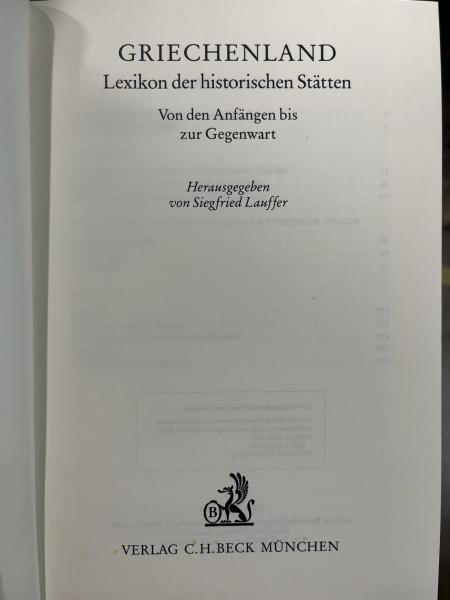 GRIECHENLAND
Lexikon der historischen Stätten
Von den Anfängen bis
zur Gegenwart
Herausgegeben
von Siegfried Lauffer
B
VERLAG C.H.BECK MÜNCHEN